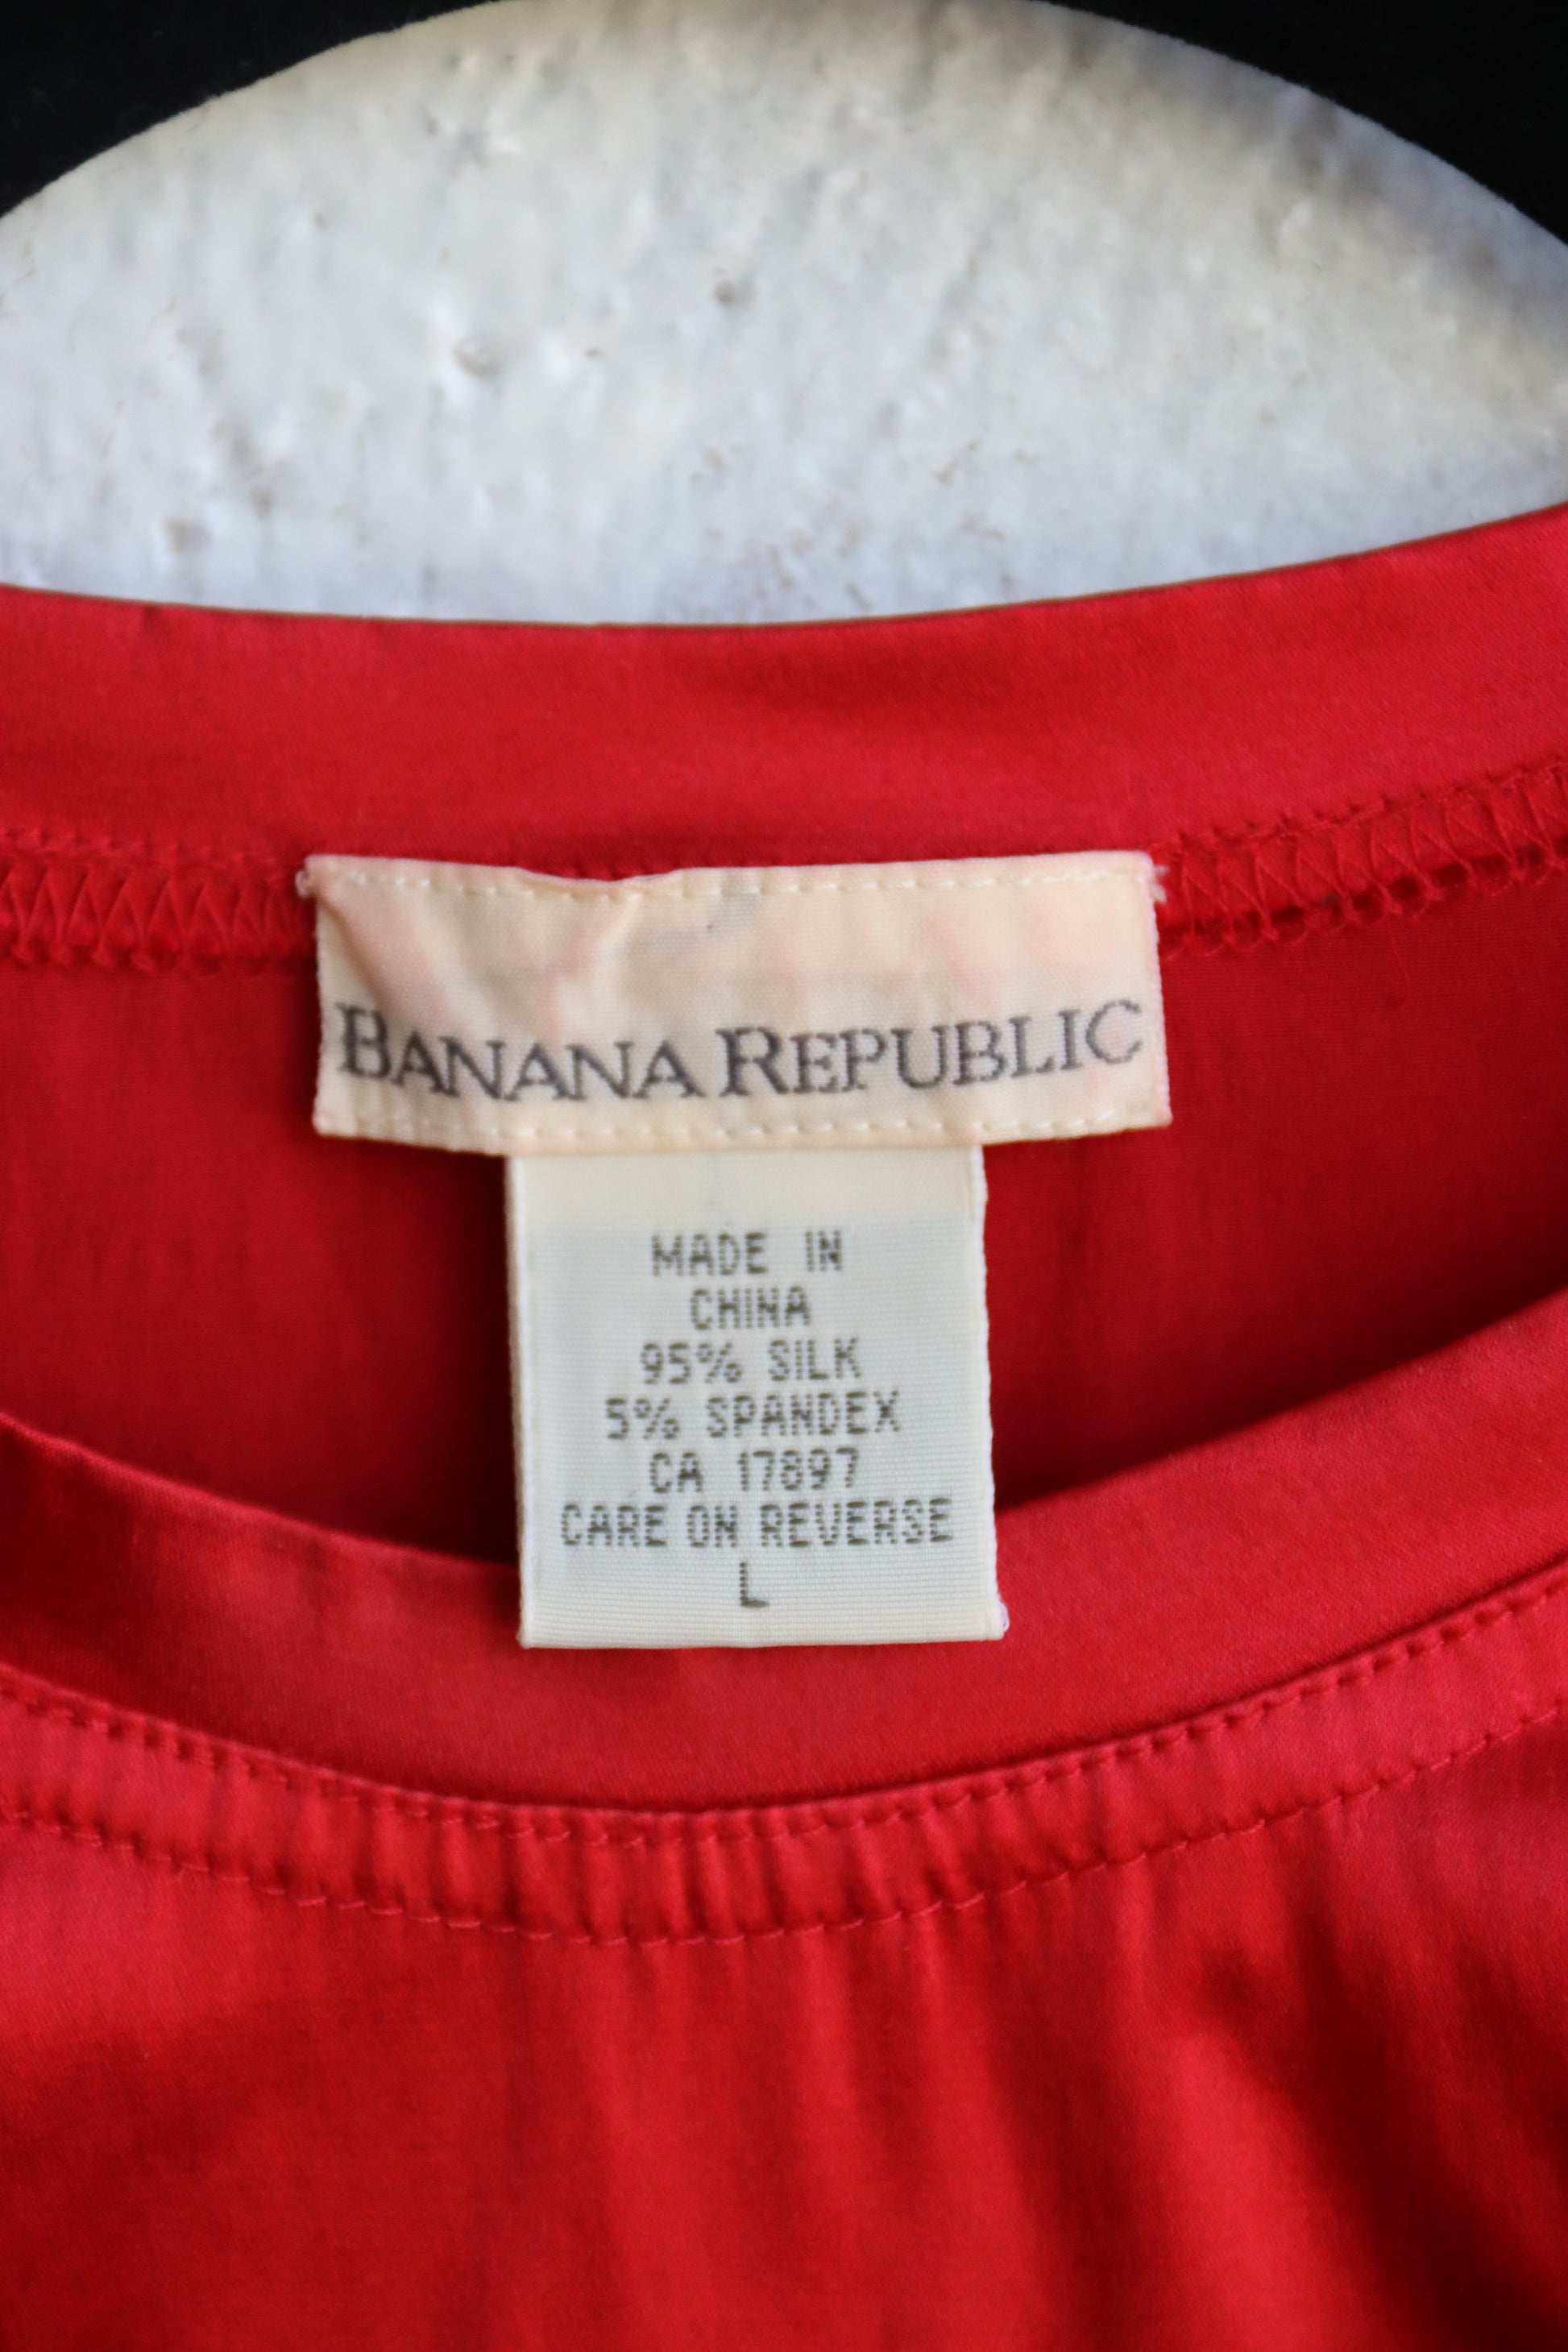 BANANA REPUBLIC
MADE IN
CHINA
95% SILK
5% SPANDEX
CA 17897
CARE ON REVERSE
L